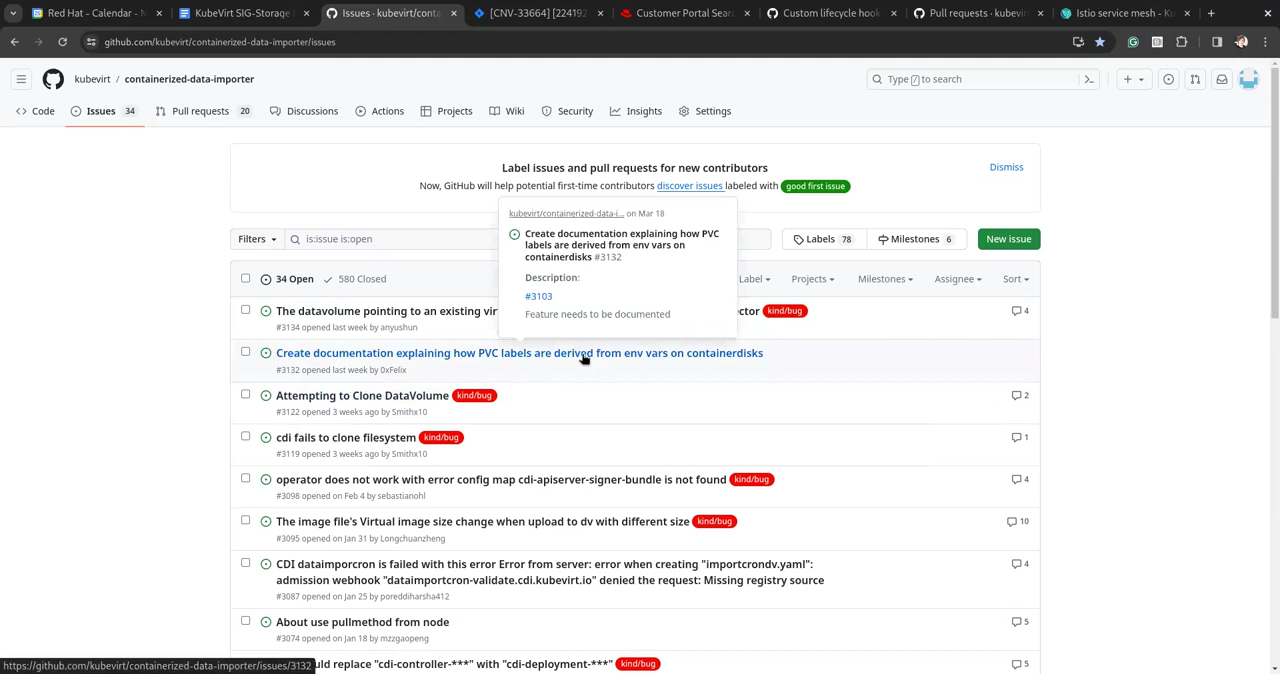 Red Hat - Calendar - M
KubeVirt SIG-Storage
Issues · kubevirt/conta
[CNV-33664] [224192
Customer Portal Searc
Custom lifecycle hook
Pull requests · kubevir
Istio service mesh - Ku
github.com/kubevirt/containerized-data-importer/issues
kubevirt / containerized-data-importer
Type / to search
Code
Issues 34
Pull requests 20
Discussions
Actions
Projects
Wiki
Security
Insights
Settings
Label issues and pull requests for new contributors
Dismiss
Now, GitHub will help potential first-time contributors discover issues labeled with good first issue
kubevirt/containerized-data-i... on Mar 18
Create documentation explaining how PVC
labels are derived from env vars on
containerdisks #3132
Description:
#3103
Feature needs to be documented
Filters
is:issue is:open
Labels 78
Milestones 6
New issue
34 Open
580 Closed
Label
Projects
Milestones
Assignee
Sort
The datavolume pointing to an existing vir
ctor kind/bug
4
#3134 opened last week by anyushun
Create documentation explaining how PVC labels are derived from env vars on containerdisks
#3132 opened last week by 0xFelix
Attempting to Clone DataVolume kind/bug
2
#3122 opened 3 weeks ago by Smithx10
cdi fails to clone filesystem kind/bug
1
#3119 opened 3 weeks ago by Smithx10
operator does not work with error config map cdi-apiserver-signer-bundle is not found kind/bug
4
#3098 opened on Feb 4 by sebastianohl
The image file's Virtual image size change when upload to dv with different size kind/bug
10
#3095 opened on Jan 31 by Longchuanzheng
CDI dataimporcron is failed with this error Error from server: error when creating "importcrondv.yaml":
admission webhook "dataimportcron-validate.cdi.kubevirt.io" denied the request: Missing registry source
4
#3087 opened on Jan 25 by poreddiharsha412
About use pullmethod from node
5
#3074 opened on Jan 18 by mzzgaopeng
ould replace "cdi-controller-***" with "cdi-deployment-***" kind/bug
5
https://github.com/kubevirt/containerized-data-importer/issues/3132